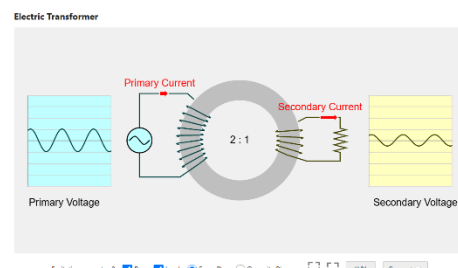 Electric Transformer
Primary Current
Secondary Current
2 : 1
Primary Voltage
Secondary Voltage